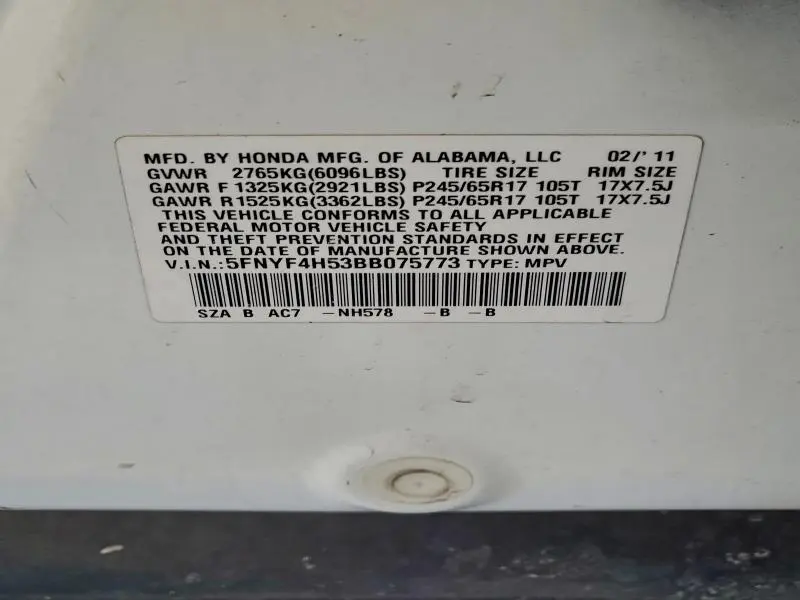 MFD. BY HONDA MFG. OF ALABAMA, LLC 02/' 11
GVWR 2765KG(6096LBS) TIRE SIZE RIM SIZE
GAWR F 1325KG(2921LBS) P245/65R17 105T 17X7.5J
GAWR R1525KG(3362LBS) P245/65R17 105T 17X7.5J
THIS VEHICLE CONFORMS TO ALL APPLICABLE
FEDERAL MOTOR VEHICLE SAFETY
AND THEFT PREVENTION STANDARDS IN EFFECT
ON THE DATE OF MANUFACTURE SHOWN ABOVE.
V.I.N.:5FNYF4H53BB075773 TYPE: MPV
SZA B AC7 -NH578 -B -B